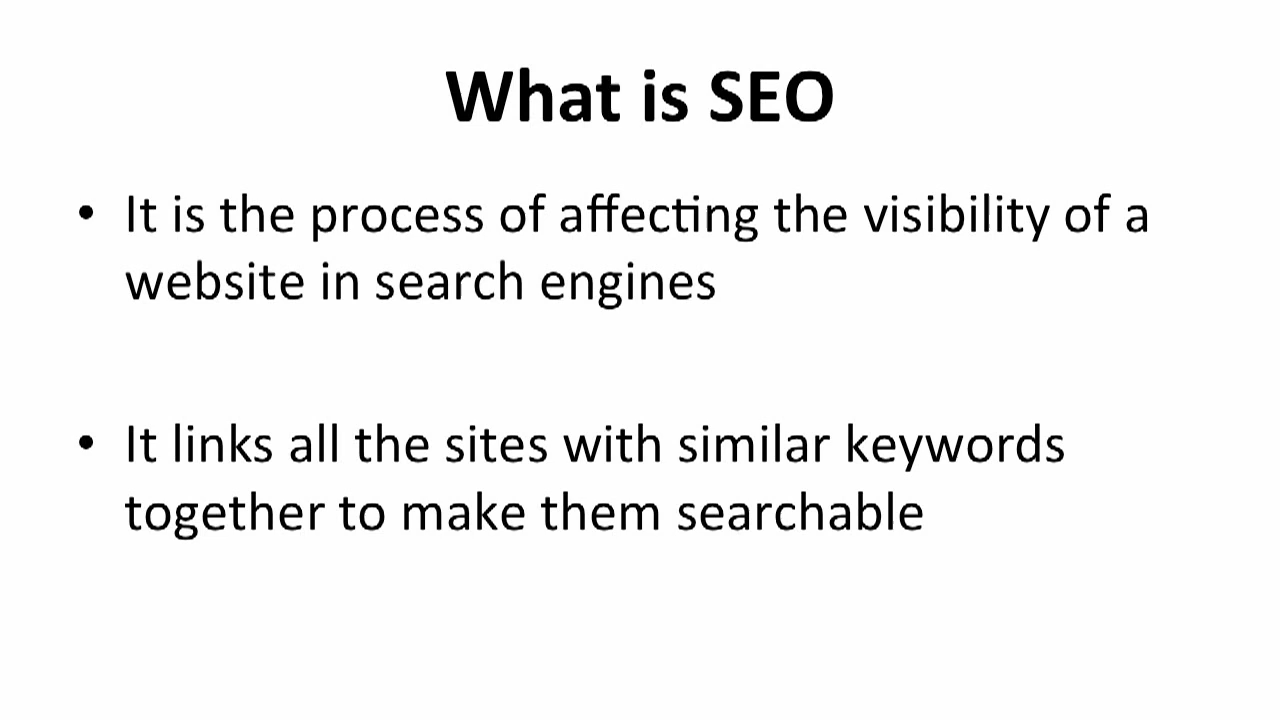 What is SEO
• It is the process of affecting the visibility of a
website in search engines
• It links all the sites with similar keywords
together to make them searchable